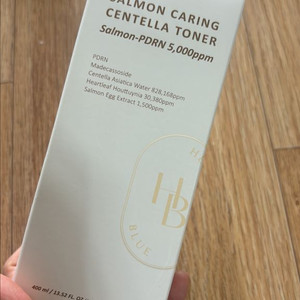 SALMON CARING
CENTELLA TONER
Salmon-PDRN 5,000ppm
PDRN
Madecassoside
Centella Asiatica Water 828,168ppm
Heartleaf Houttuynia 30,380ppm
Salmon Egg Extract 1,500ppm
HB
BLUE
400 ml / 13.52 FL. OZ